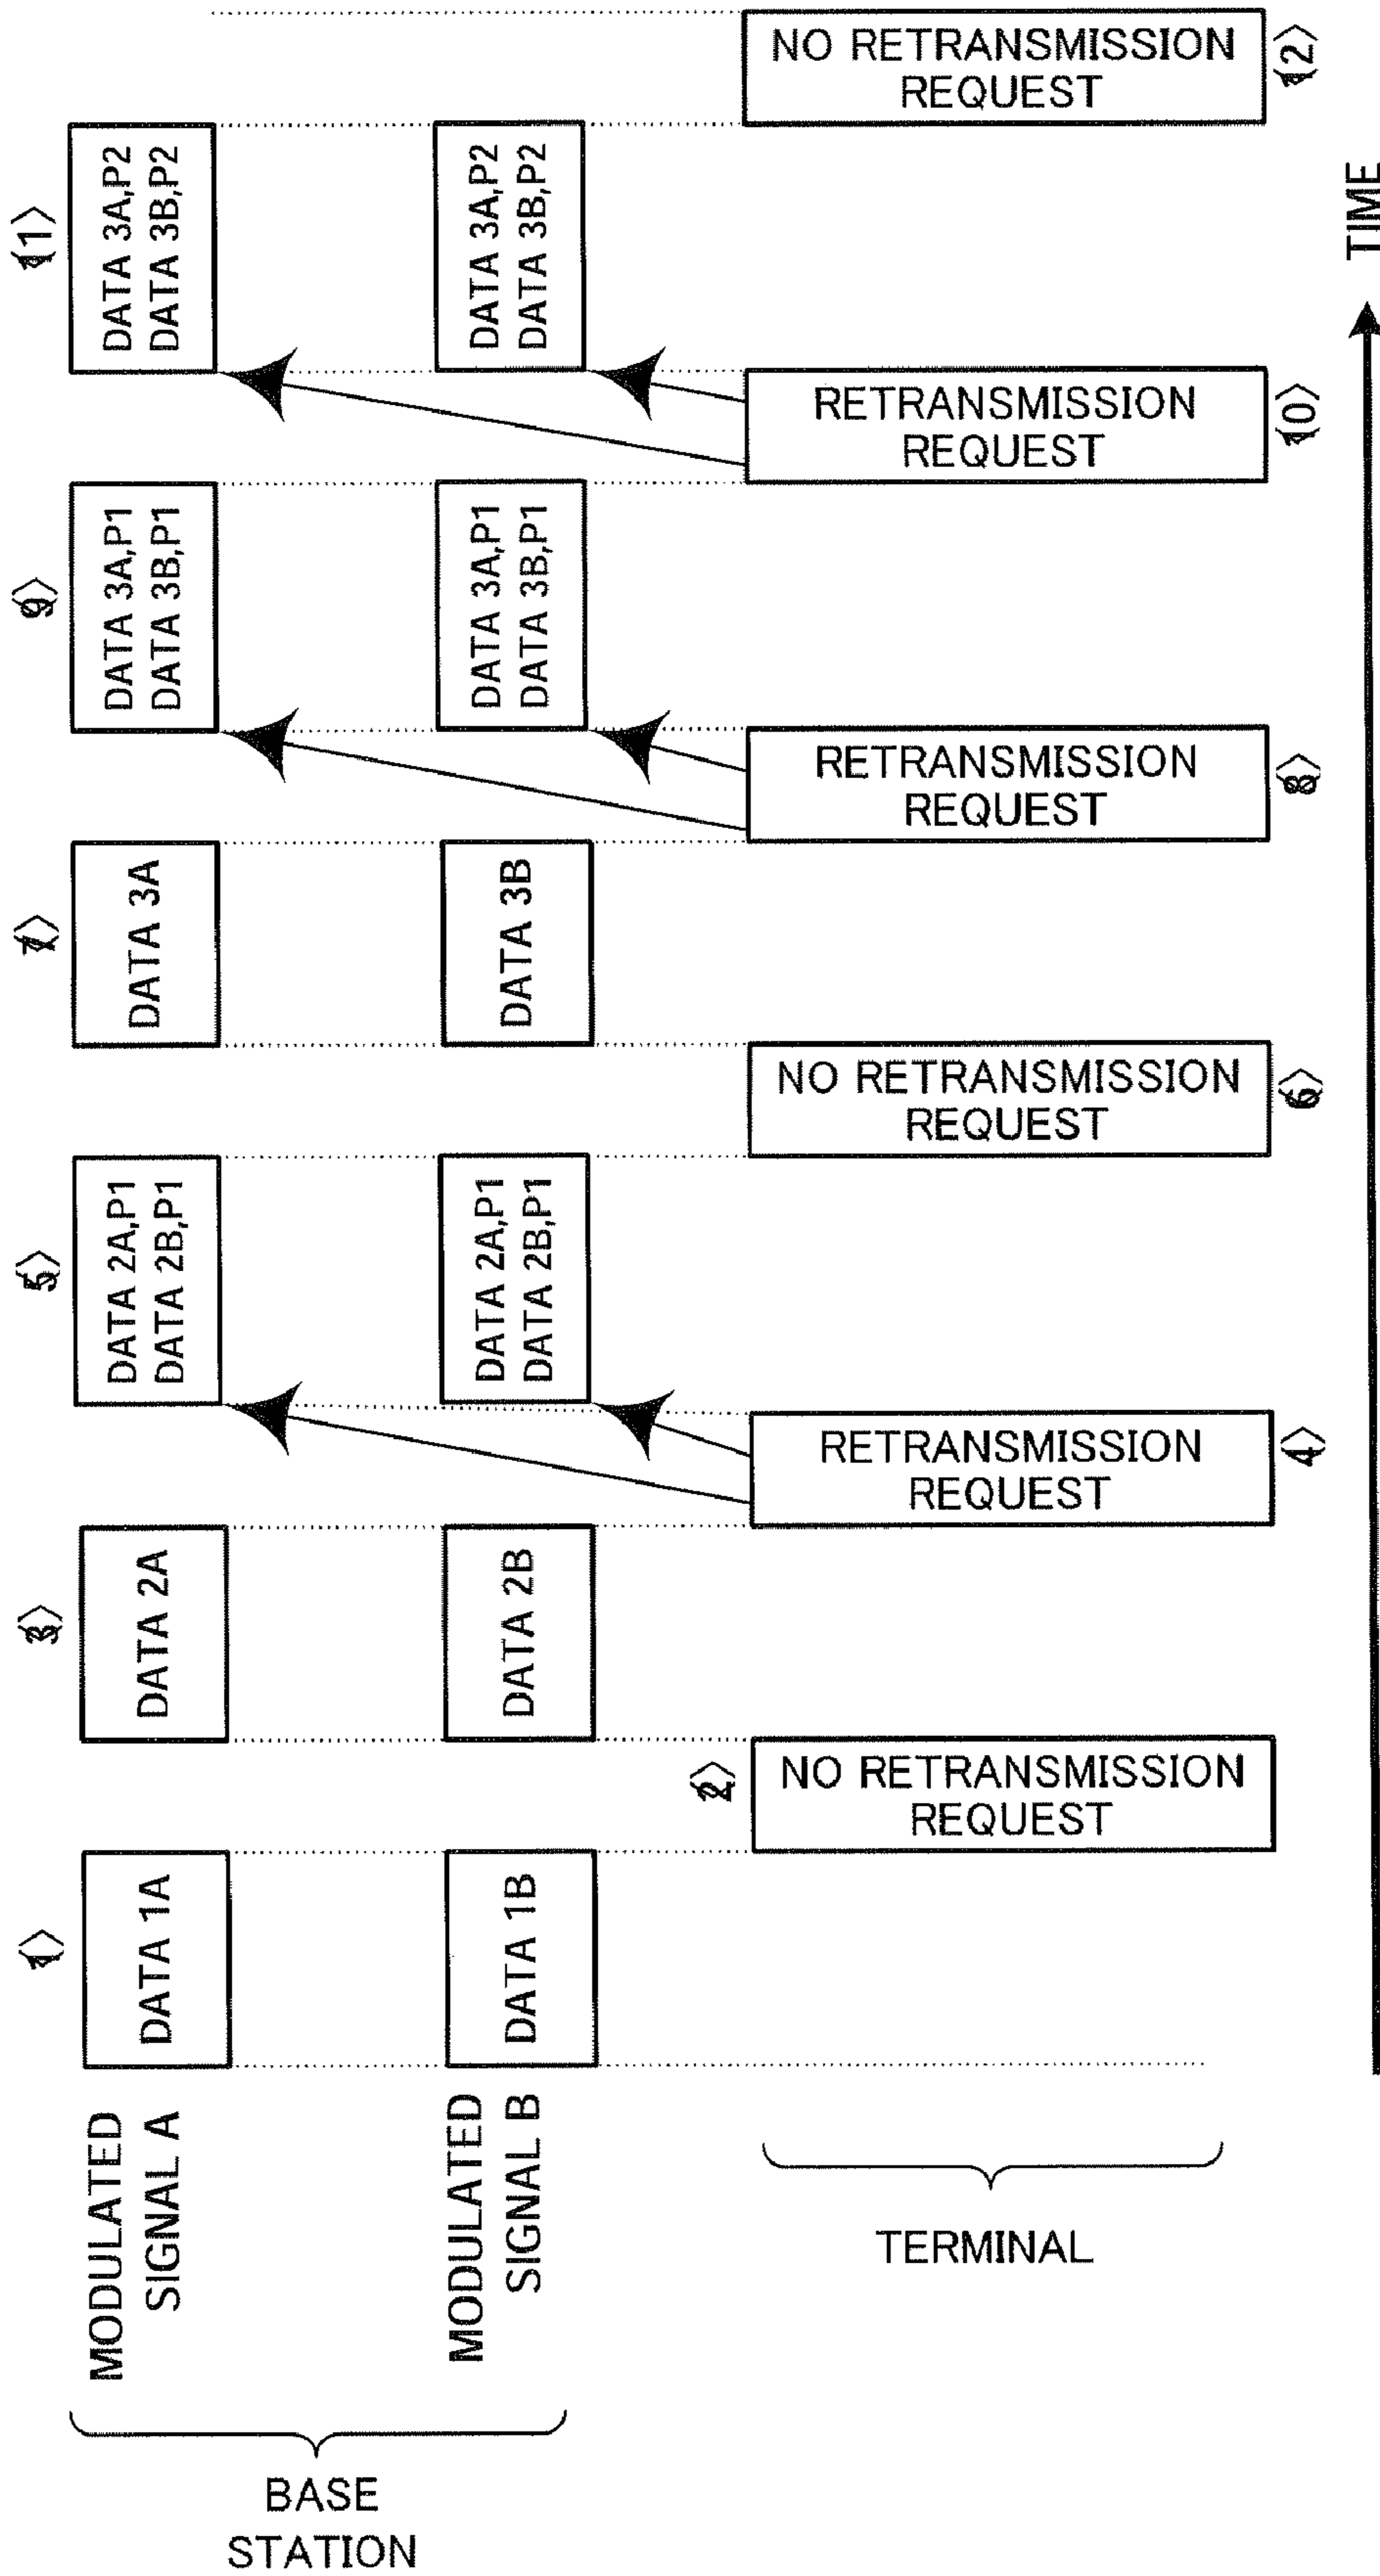 BASE
STATION
MODULATED
SIGNAL A
MODULATED
SIGNAL B
TERMINAL
<1>
DATA 1A
DATA 1B
<2>
NO RETRANSMISSION
REQUEST
<3>
DATA 2A
DATA 2B
<4>
RETRANSMISSION
REQUEST
<5>
DATA 2A,P1
DATA 2B,P1
DATA 2A,P1
DATA 2B,P1
<6>
NO RETRANSMISSION
REQUEST
<7>
DATA 3A
DATA 3B
<8>
RETRANSMISSION
REQUEST
<9>
DATA 3A,P1
DATA 3B,P1
DATA 3A,P1
DATA 3B,P1
<10>
RETRANSMISSION
REQUEST
<11>
DATA 3A,P2
DATA 3B,P2
DATA 3A,P2
DATA 3B,P2
<12>
NO RETRANSMISSION
REQUEST
TIME